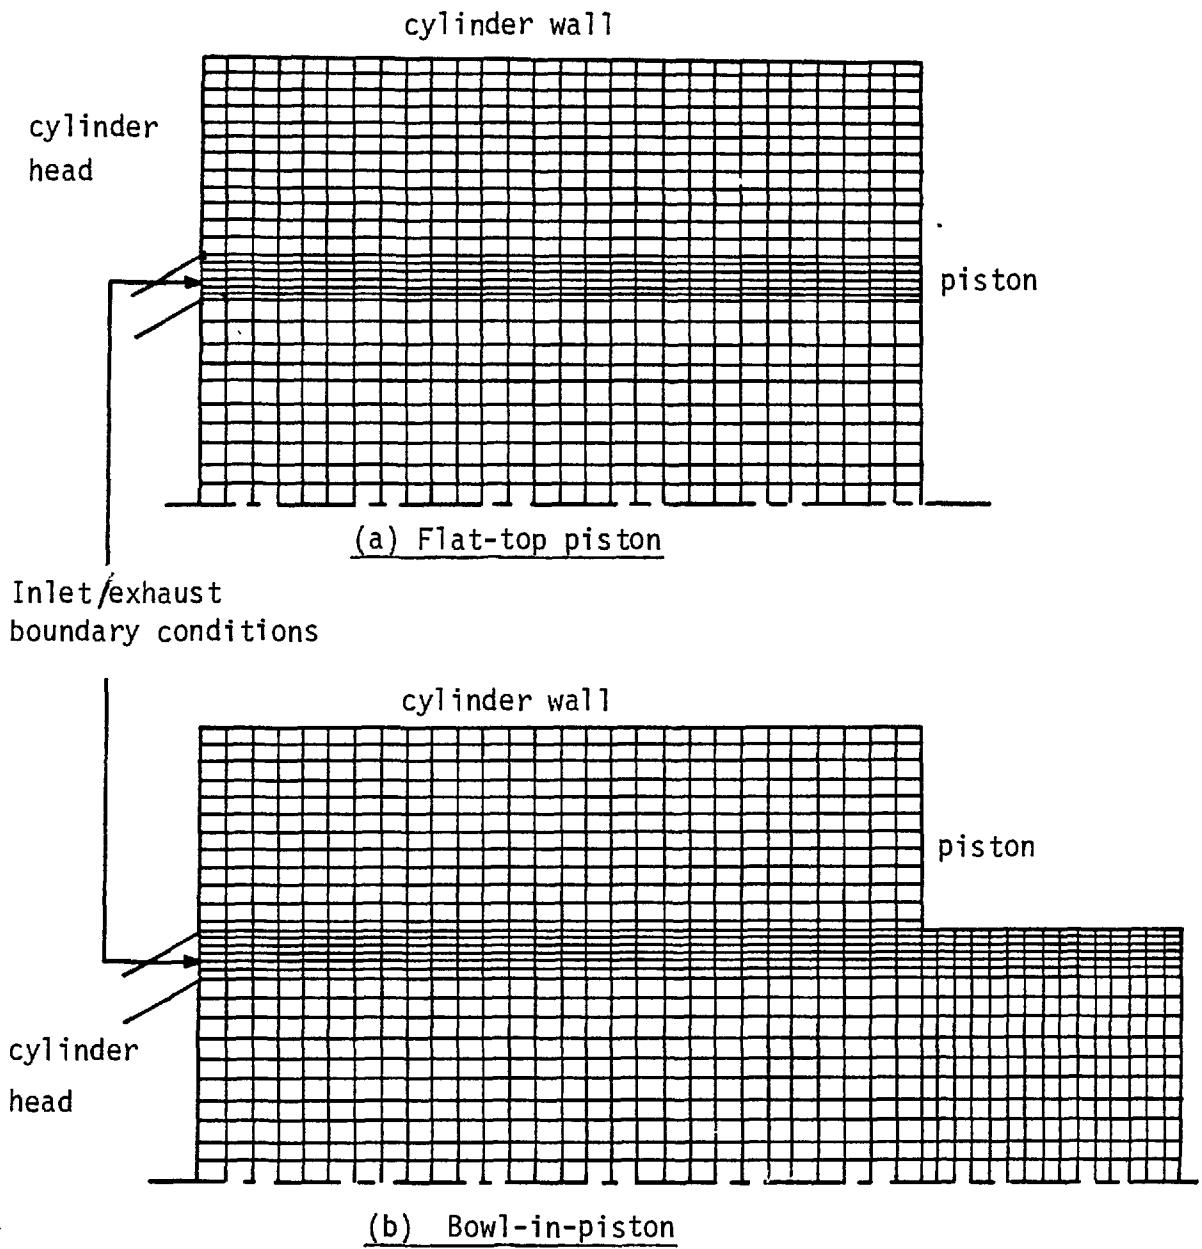 cylinder wall
cylinder
head
piston
(a) Flat-top piston
Inlet/exhaust
boundary conditions
cylinder wall
piston
cylinder
head
(b) Bowl-in-piston